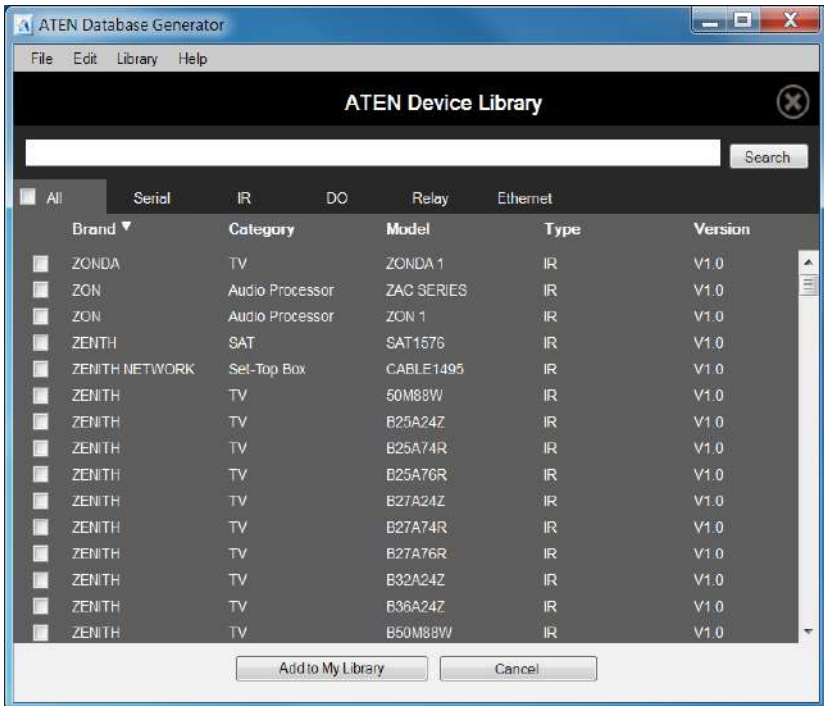 ATEN Database Generator
File Edit Library Help
ATEN Device Library
Search
All Serial IR DO Relay Ethernet
Brand Category Model Type Version
ZONDA TV ZONDA 1 IR V1.0
ZON Audio Processor ZAC SERIES IR V1.0
ZON Audio Processor ZON 1 IR V1.0
ZENTH SAT SAT1576 IR V1.0
ZENITH NETWORK Set-Top Box CABLE1495 IR V1.0
ZENITH TV 50M88W IR V1.0
ZENITH TV B25A24Z IR V1.0
ZENITH TV B25A74R IR V1.0
ZENITH TV B25A76R IR V1.0
ZENITH TV B27A24Z IR V1.0
ZENITH TV B27A74R IR V1.0
ZENITH TV B27A76R IR V1.0
ZENITH TV B32A24Z IR V1.0
ZENITH TV B36A24Z IR V1.0
ZENITH TV B50M88W IR V1.0
Add to My Library Cancel